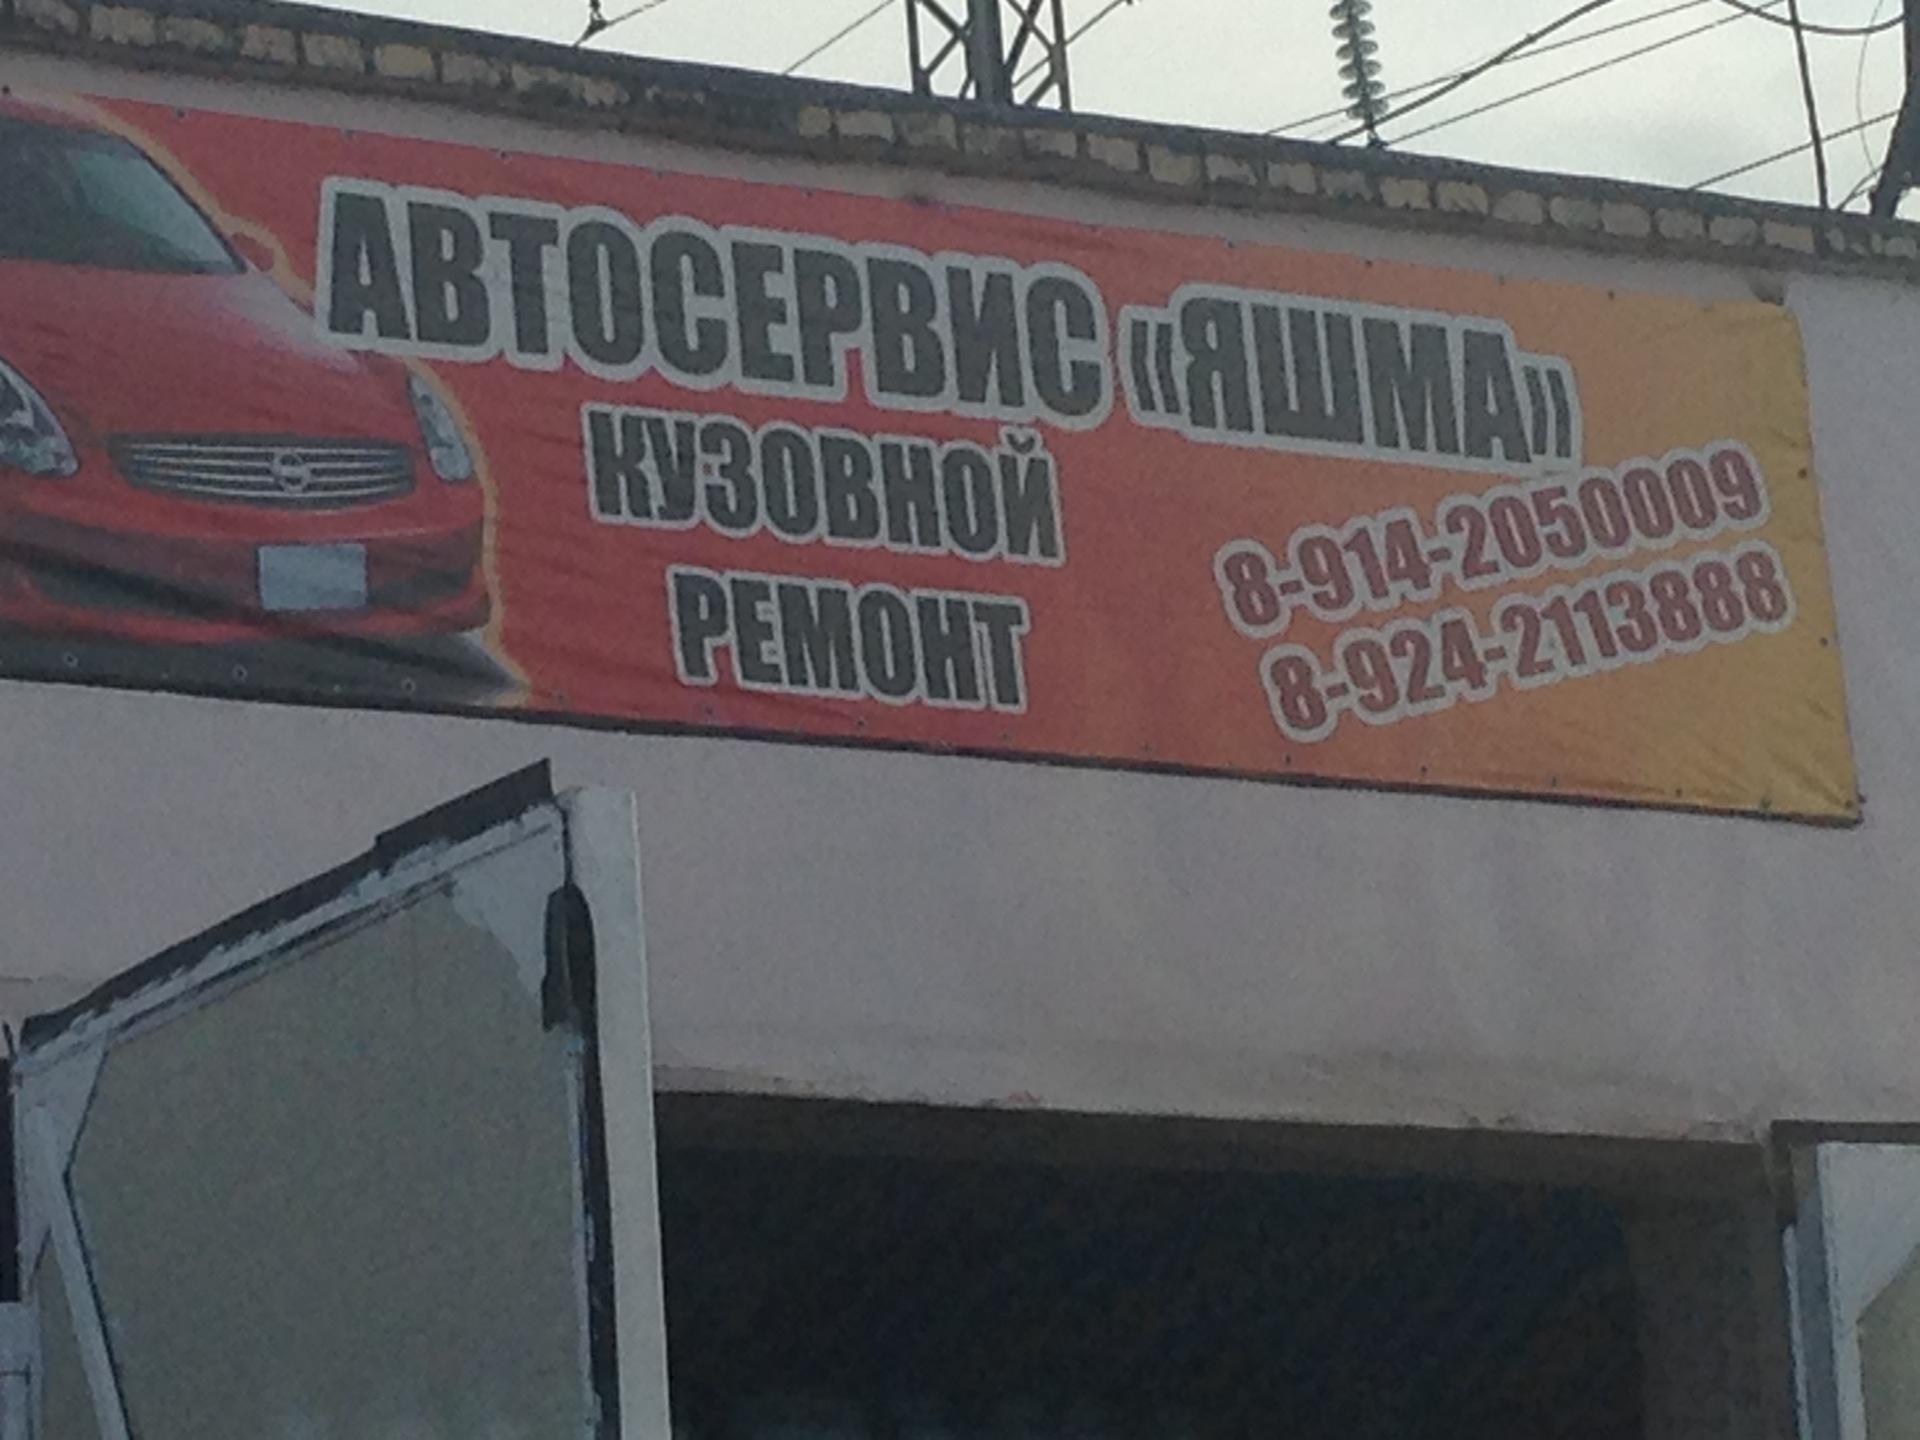 АВТОСЕРВИС «ЯШМА»
КУЗОВНОЙ
РЕМОНТ
8-914-2050009
8-924-2113888